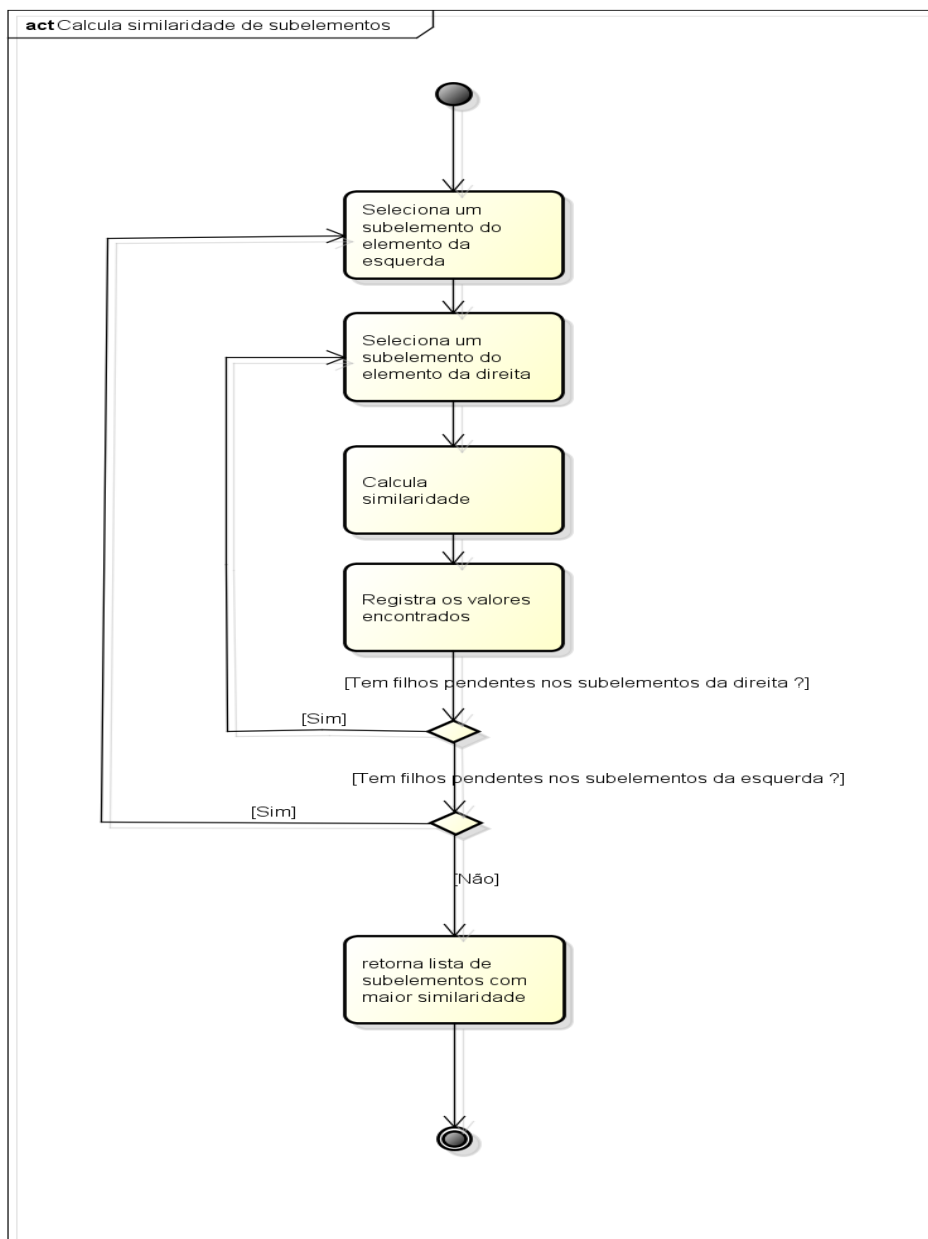 act Calcula similaridade de subelementos
Seleciona um
subelemento do
elemento da
esquerda
Seleciona um
subelemento do
elemento da direita
Calcula
similaridade
Registra os valores
encontrados
[Tem filhos pendentes nos subelementos da direita ?]
[Sim]
[Tem filhos pendentes nos subelementos da esquerda ?]
[Sim]
[Não]
retorna lista de
subelementos com
maior similaridade